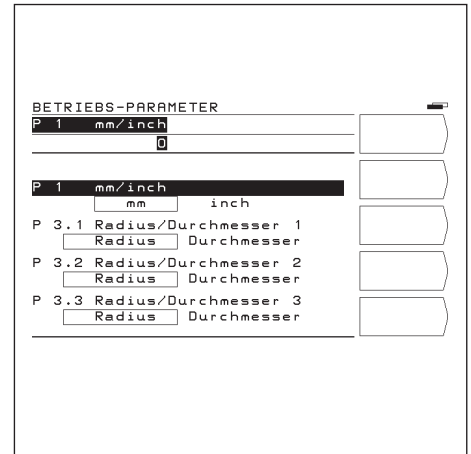 BETRIEBS-PARAMETER
P 1 mm/inch
0
P 1 mm/inch
mm inch
P 3.1 Radius/Durchmesser 1
Radius Durchmesser
P 3.2 Radius/Durchmesser 2
Radius Durchmesser
P 3.3 Radius/Durchmesser 3
Radius Durchmesser